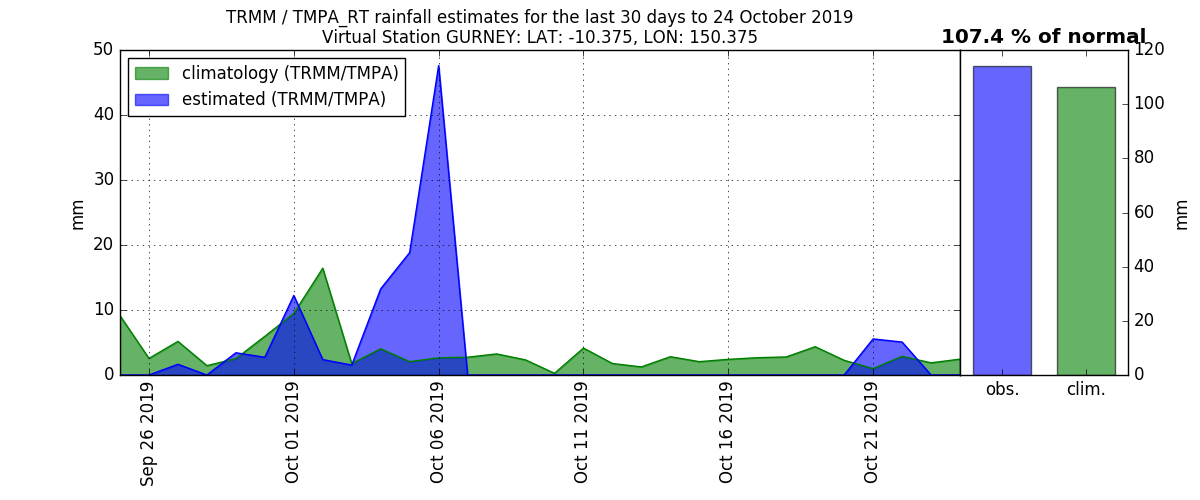 TRMM / TMPA_RT rainfall estimates for the last 30 days to 24 October 2019
Virtual Station GURNEY: LAT: -10.375, LON: 150.375
107.4 % of normal
climatology (TRMM/TMPA)
estimated (TRMM/TMPA)
mm
50
40
30
20
10
0
Sep 26 2019
Oct 01 2019
Oct 06 2019
Oct 11 2019
Oct 16 2019
Oct 21 2019
obs.
clim.
120
100
80
60
40
20
0
mm